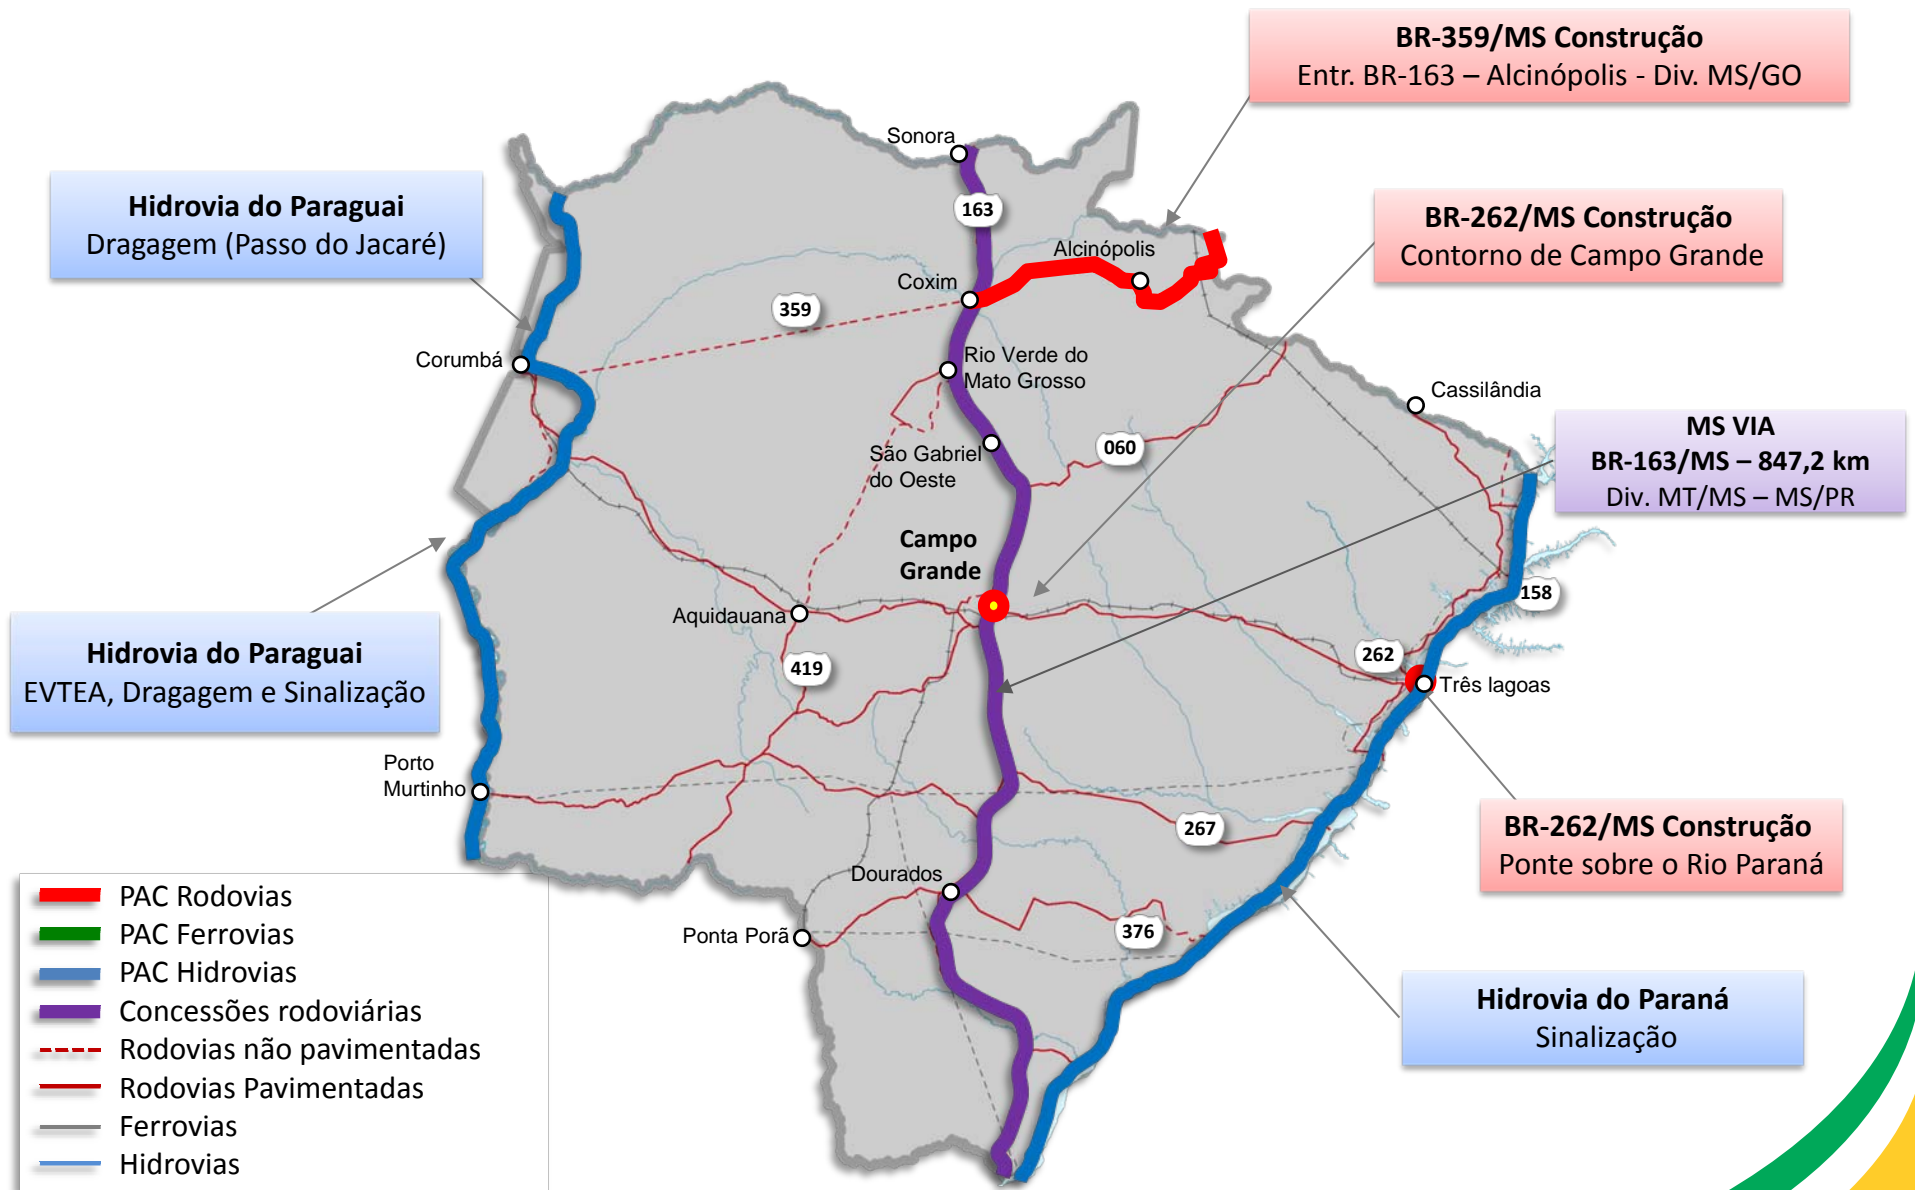 BR-359/MS Construção
Entr. BR-163 – Alcinópolis - Div. MS/GO
Sonora
Hidrovia do Paraguai
Dragagem (Passo do Jacaré)
163
BR-262/MS Construção
Contorno de Campo Grande
Alcinópolis
Coxim
359
Corumbá
Rio Verde do
Mato Grosso
Cassilândia
MS VIA
BR-163/MS – 847,2 km
Div. MT/MS – MS/PR
São Gabriel
do Oeste
060
Campo
Grande
158
Aquidauana
Hidrovia do Paraguai
EVTEA, Dragagem e Sinalização
419
262
Três lagoas
Porto
Murtinho
267
BR-262/MS Construção
Ponte sobre o Rio Paraná
Dourados
Ponta Porã
376
Hidrovia do Paraná
Sinalização
PAC Rodovias
PAC Ferrovias
PAC Hidrovias
Concessões rodoviárias
Rodovias não pavimentadas
Rodovias Pavimentadas
Ferrovias
Hidrovias